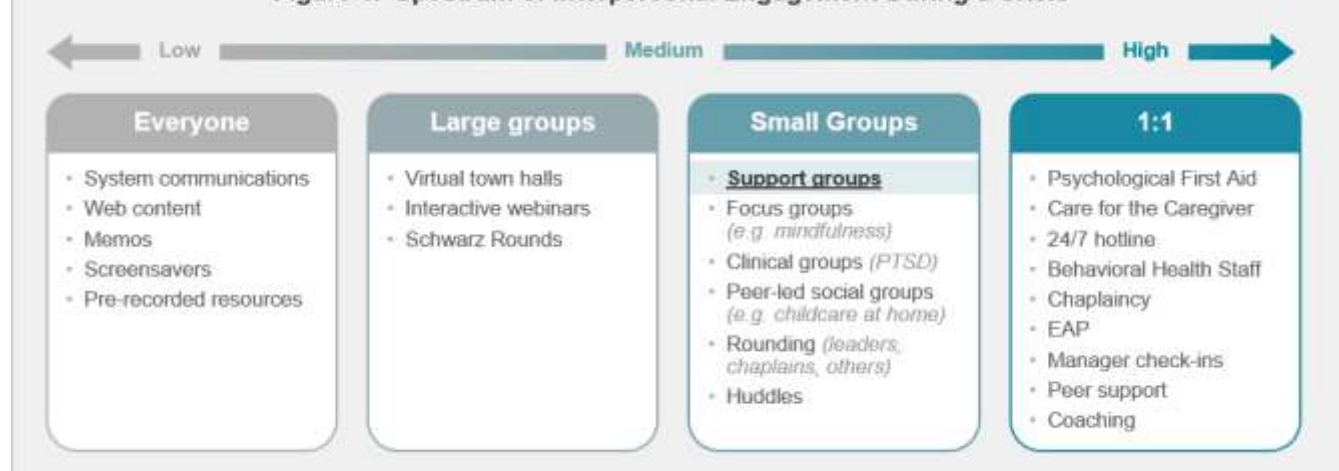 Low Medium High
Everyone
• System communications
• Web content
• Memos
• Screensavers
• Pre-recorded resources
Large groups
• Virtual town halls
• Interactive webinars
• Schwarz Rounds
Small Groups
• Support groups
• Focus groups
(e.g. mindfulness)
• Clinical groups (PTSD)
• Peer-led social groups
(e.g. childcare at home)
• Rounding (leaders,
chaplains, others)
• Huddles
1:1
• Psychological First Aid
• Care for the Caregiver
• 24/7 hotline
• Behavioral Health Staff
• Chaplaincy
• EAP
• Manager check-ins
• Peer support
• Coaching